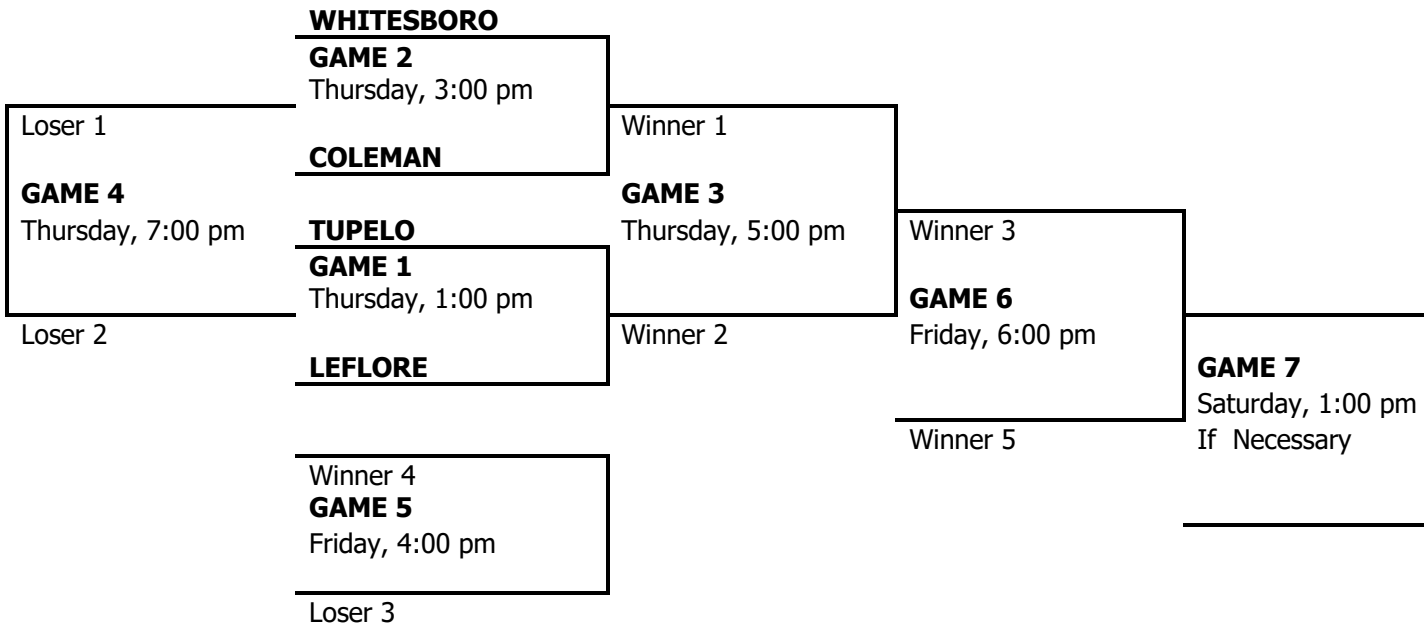 WHITESBORO
GAME 2
Thursday, 3:00 pm
Loser 1
Winner 1
COLEMAN
GAME 4
GAME 3
Thursday, 7:00 pm
TUPELO
Thursday, 5:00 pm
Winner 3
GAME 1
Thursday, 1:00 pm
GAME 6
Loser 2
Winner 2
Friday, 6:00 pm
LEFLORE
GAME 7
Saturday, 1:00 pm
Winner 5
If Necessary
Winner 4
GAME 5
Friday, 4:00 pm
Loser 3